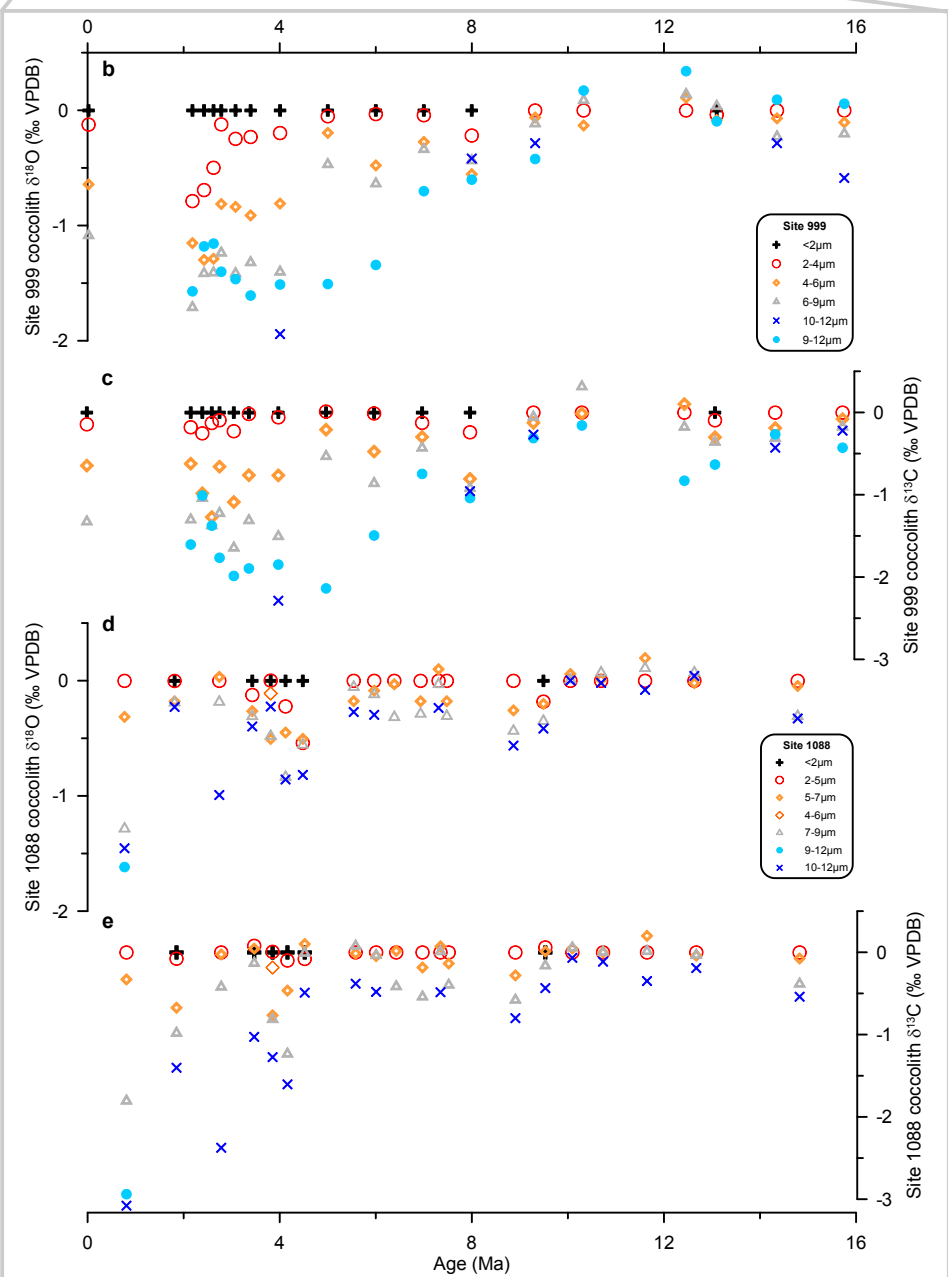 0 4 8 12 16
b
0
-1
-2
Site 999 coccolith δ18O (‰ VPDB)
Site 999
<2μm
2-4μm
4-6μm
6-9μm
10-12μm
9-12μm
c
0
-1
-2
-3
Site 999 coccolith δ13C (‰ VPDB)
d
0
-1
-2
Site 1088 coccolith δ18O (‰ VPDB)
Site 1088
<2μm
2-5μm
5-7μm
4-6μm
7-9μm
9-12μm
10-12μm
e
0
-1
-2
-3
Site 1088 coccolith δ13C (‰ VPDB)
0 4 8 12 16
Age (Ma)